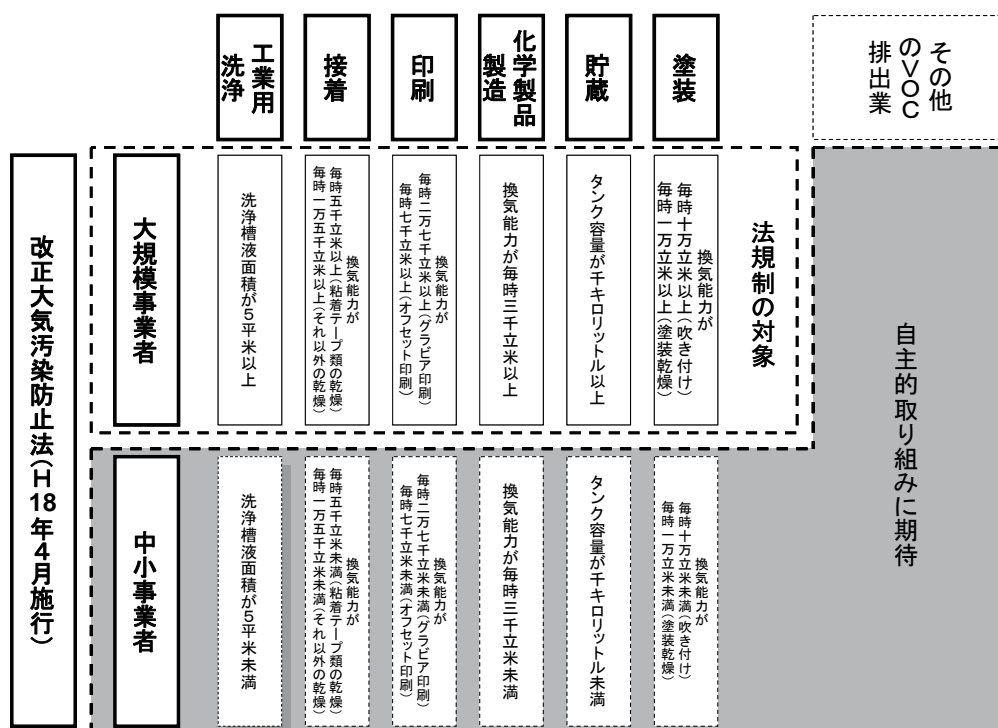 工業用
洗浄
接着
印刷
化学製品
製造
貯蔵
塗装
その他
のVOC
排出業
改正大気汚染防止法(H18年4月施行)
大規模事業者
洗浄槽液面積が5平米以上
換気能力が
毎時五千立米以上(粘着テープ類の乾燥)
毎時一万五千立米以上(それ以外の乾燥)
換気能力が
毎時二万七千立米以上(グラビア印刷)
毎時七千立米以上(オフセット印刷)
換気能力が毎時三千立米以上
タンク容量が千キロリットル以上
換気能力が
毎時十万立米以上(吹き付け)
毎時一万立米以上(塗装乾燥)
法規制の対象
自主的取り組みに期待
中小事業者
洗浄槽液面積が5平米未満
換気能力が
毎時五千立米未満(粘着テープ類の乾燥)
毎時一万五千立米未満(それ以外の乾燥)
換気能力が
毎時二万七千立米未満(グラビア印刷)
毎時七千立米未満(オフセット印刷)
換気能力が毎時三千立米未満
タンク容量が千キロリットル未満
換気能力が
毎時十万立米未満(吹き付け)
毎時一万立米未満(塗装乾燥)